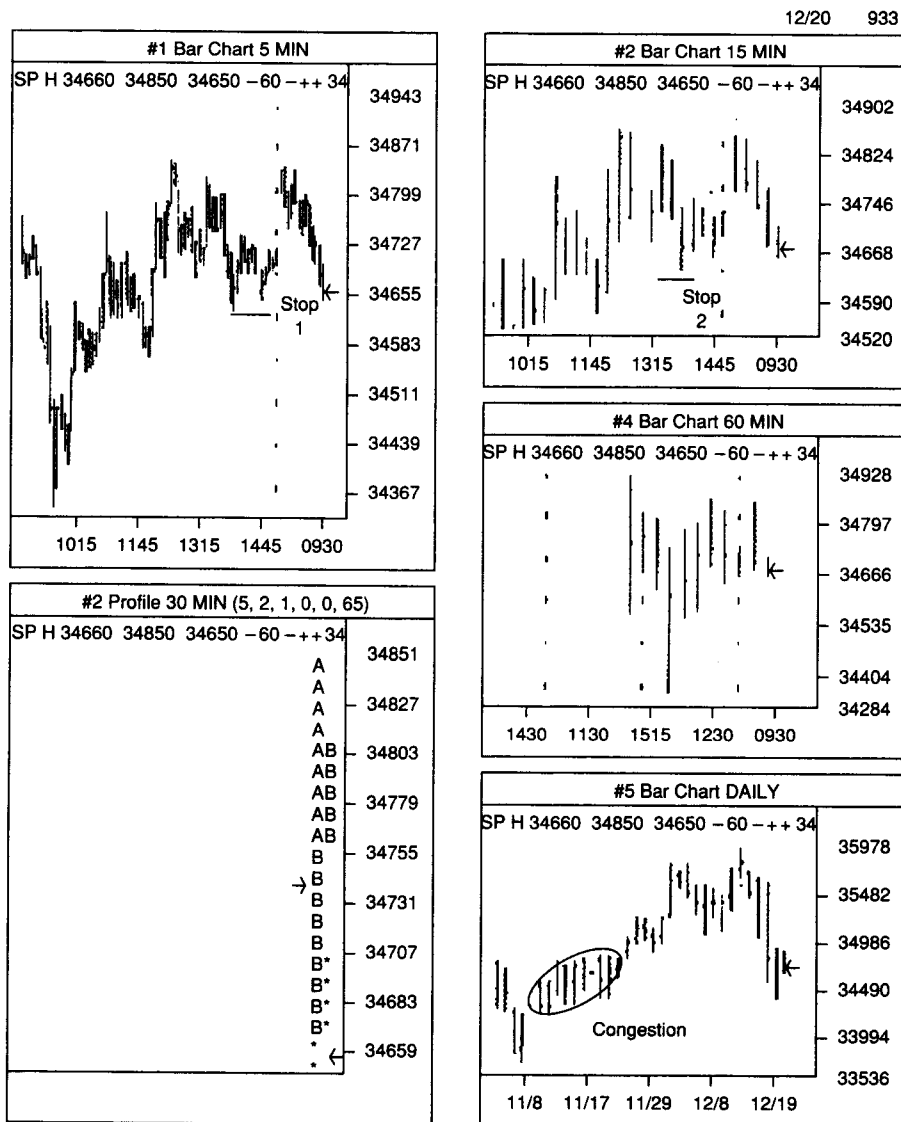 12/20 933
#1 Bar Chart 5 MIN
SP H 34660 34850 34650 –60 –++ 34
34943
34871
34799
34727
34655
34583
34511
34439
34367
Stop
1
1015 1145 1315 1445 0930
#2 Bar Chart 15 MIN
SP H 34660 34850 34650 –60 –++ 34
34902
34824
34746
34668
34590
34520
Stop
2
1015 1145 1315 1445 0930
#4 Bar Chart 60 MIN
SP H 34660 34850 34650 –60 –++ 34
34928
34797
34666
34535
34404
34284
1430 1130 1515 1230 0930
#2 Profile 30 MIN (5, 2, 1, 0, 0, 65)
SP H 34660 34850 34650 –60 –++ 34
34851
34827
34803
34779
34755
34731
34707
34683
34659
A
A
A
A
AB
AB
AB
AB
AB
B
B
B
B
B
B*
B*
B*
B*
*
*
#5 Bar Chart DAILY
SP H 34660 34850 34650 –60 –++ 34
35978
35482
34986
34490
33994
33536
Congestion
11/8 11/17 11/29 12/8 12/19